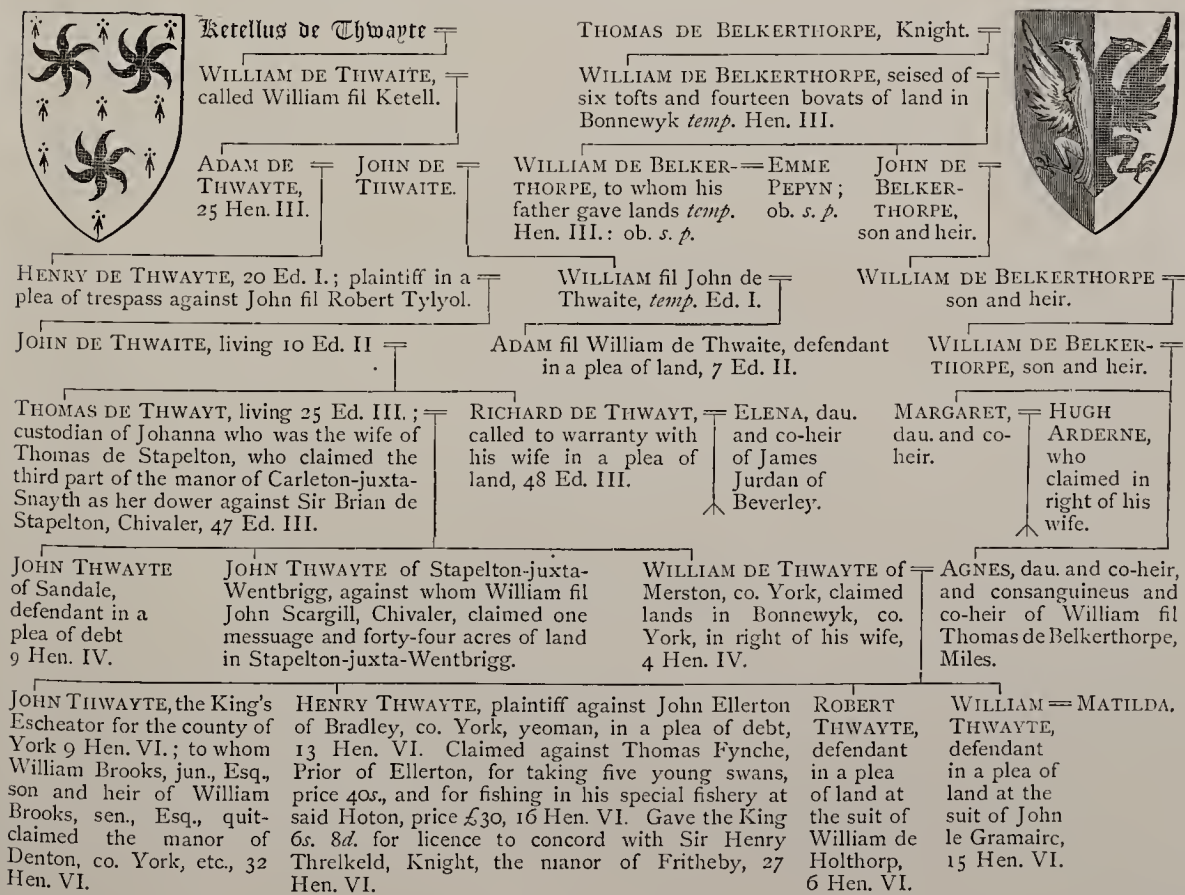 Ketellus de Thwayte
THOMAS DE BELKERTHORPE, Knight.
WILLIAM DE THWAITE,
called William fil Ketell.
WILLIAM DE BELKERTHORPE, seised of
six tofts and fourteen bovats of land in
Bonnewyk temp. Hen. III.
ADAM DE
THWAYTE,
25 Hen. III.
JOHN DE
THWAITE.
WILLIAM DE BELKER-
THORPE, to whom his
father gave lands temp.
Hen. III.: ob. s. p.
EMME
PEPYN;
ob. s. p.
JOHN DE
BELKER-
THORPE,
son and heir.
HENRY DE THWAYTE, 20 Ed. I.; plaintiff in a
plea of trespass against John fil Robert Tylyol.
WILLIAM fil John de
Thwaite, temp. Ed. I.
WILLIAM DE BELKERTHORPE
son and heir.
JOHN DE THWAITE, living 10 Ed. II
ADAM fil William de Thwaite, defendant
in a plea of land, 7 Ed. II.
WILLIAM DE BELKER-
THORPE, son and heir.
THOMAS DE THWAYT, living 25 Ed. III.;
custodian of Johanna who was the wife of
Thomas de Stapelton, who claimed the
third part of the manor of Carleton-juxta-
Snayth as her dower against Sir Brian de
Stapelton, Chivaler, 47 Ed. III.
RICHARD DE THWAYT,
called to warranty with
his wife in a plea of
land, 48 Ed. III.
ELENA, dau.
and co-heir
of James
Jurdan of
Beverley.
MARGARET,
dau. and co-
heir.
HUGH
ARDERNE,
who
claimed in
right of his
wife.
JOHN THWAYTE
of Sandale,
defendant in a
plea of debt
9 Hen. IV.
JOHN THWAYTE of Stapelton-juxta-
Wentbrigg, against whom William fil
John Scargill, Chivaler, claimed one
messuage and forty-four acres of land
in Stapelton-juxta-Wentbrigg.
WILLIAM DE THWAYTE of
Merston, co. York, claimed
lands in Bonnewyk, co.
York, in right of his wife,
4 Hen. IV.
AGNES, dau. and co-heir,
and consanguineus and
co-heir of William fil
Thomas de Belkerthorpe,
Miles.
JOHN THWAYTE, the King's
Escheator for the county of
York 9 Hen. VI.; to whom
William Brooks, jun., Esq.,
son and heir of William
Brooks, sen., Esq., quit-
claimed the manor of
Denton, co. York, etc., 32
Hen. VI.
HENRY THWAYTE, plaintiff against John Ellerton
of Bradley, co. York, yeoman, in a plea of debt,
13 Hen. VI. Claimed against Thomas Fynche,
Prior of Ellerton, for taking five young swans,
price 40s., and for fishing in his special fishery at
said Hoton, price £30, 16 Hen. VI. Gave the King
6s. 8d. for licence to concord with Sir Henry
Threlkeld, Knight, the manor of Fritheby, 27
Hen. VI.
ROBERT
THWAYTE,
defendant
in a plea
of land at
the suit of
William de
Holthorp,
6 Hen. VI.
WILLIAM
THWAYTE,
defendant
in a plea of
land at the
suit of John
le Gramairc,
15 Hen. VI.
MATILDA.